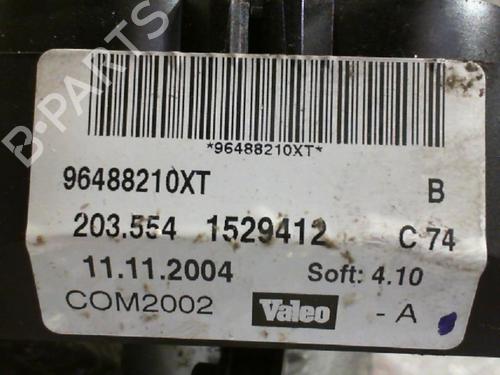 B-PARTS
*96488210XT*
96488210XT B
203.554 1529412 C 74
11.11.2004 Soft: 4.10
COM2002 Valeo - A